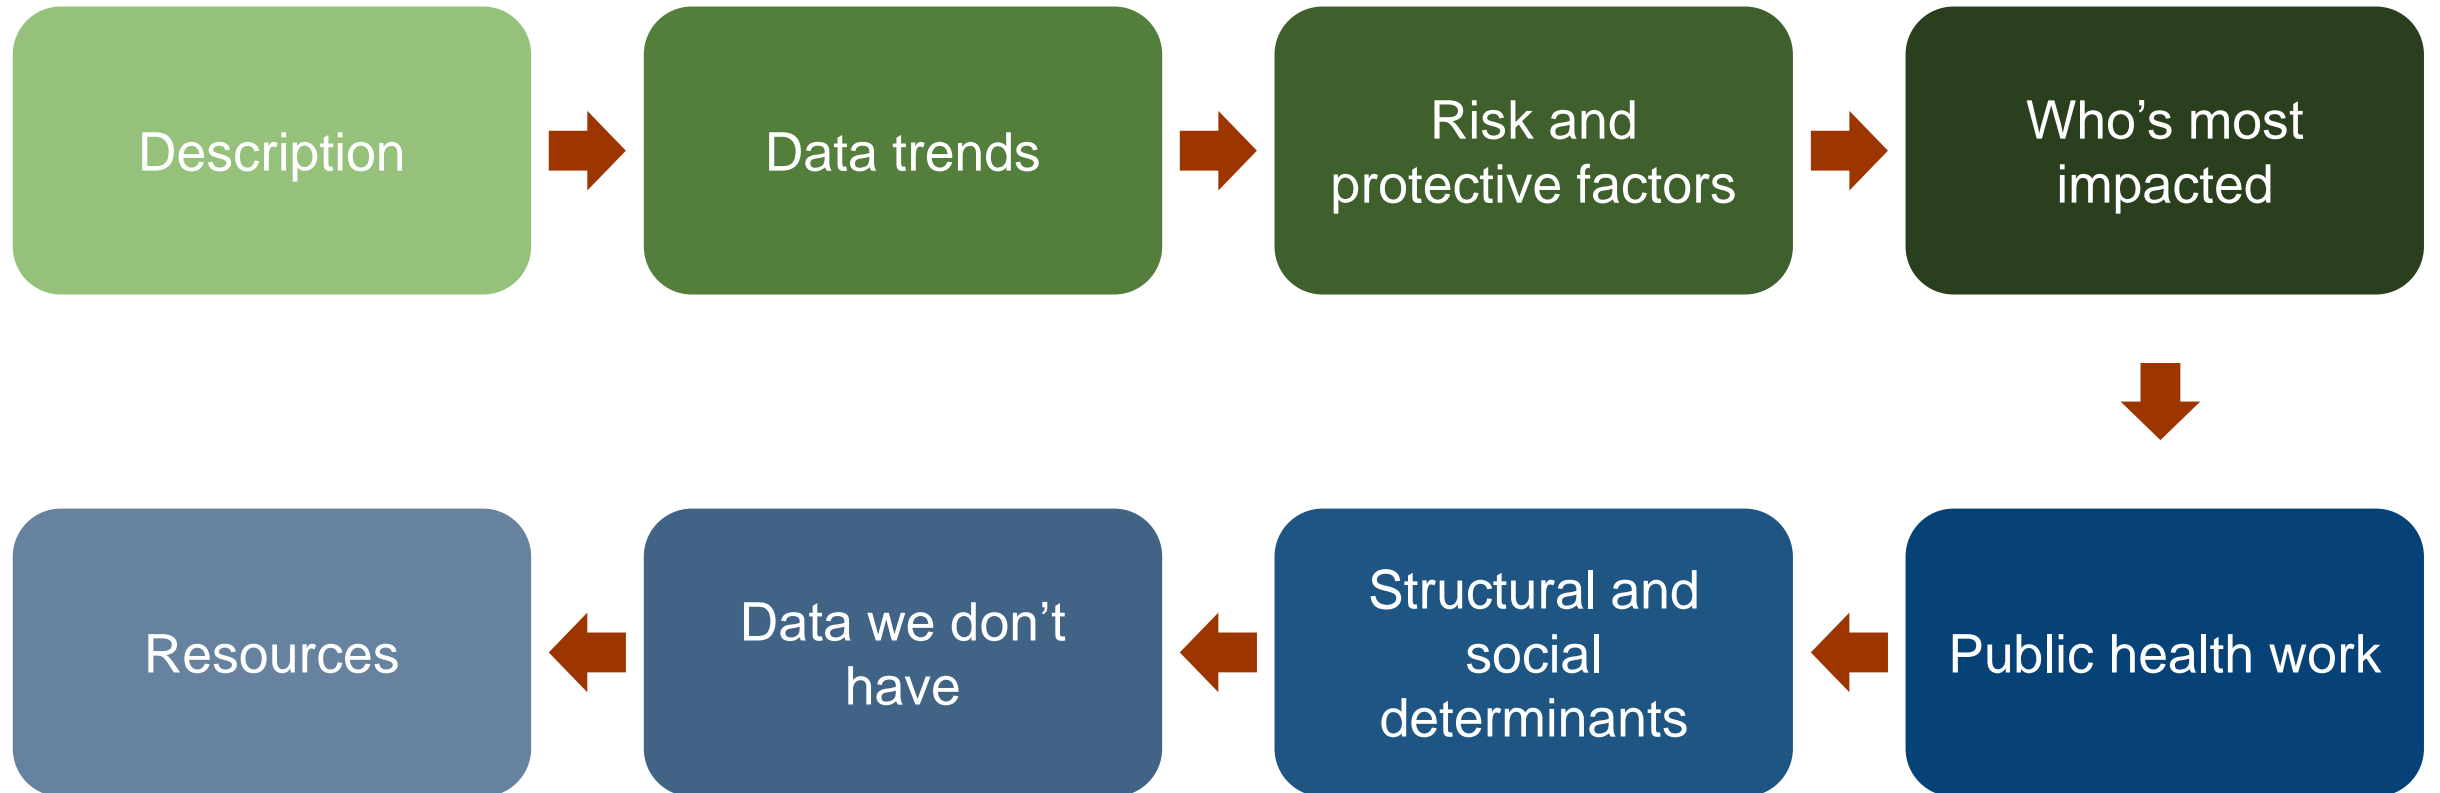 Description
Data trends
Risk and
protective factors
Who’s most
impacted
Public health work
Structural and
social
determinants
Data we don’t
have
Resources